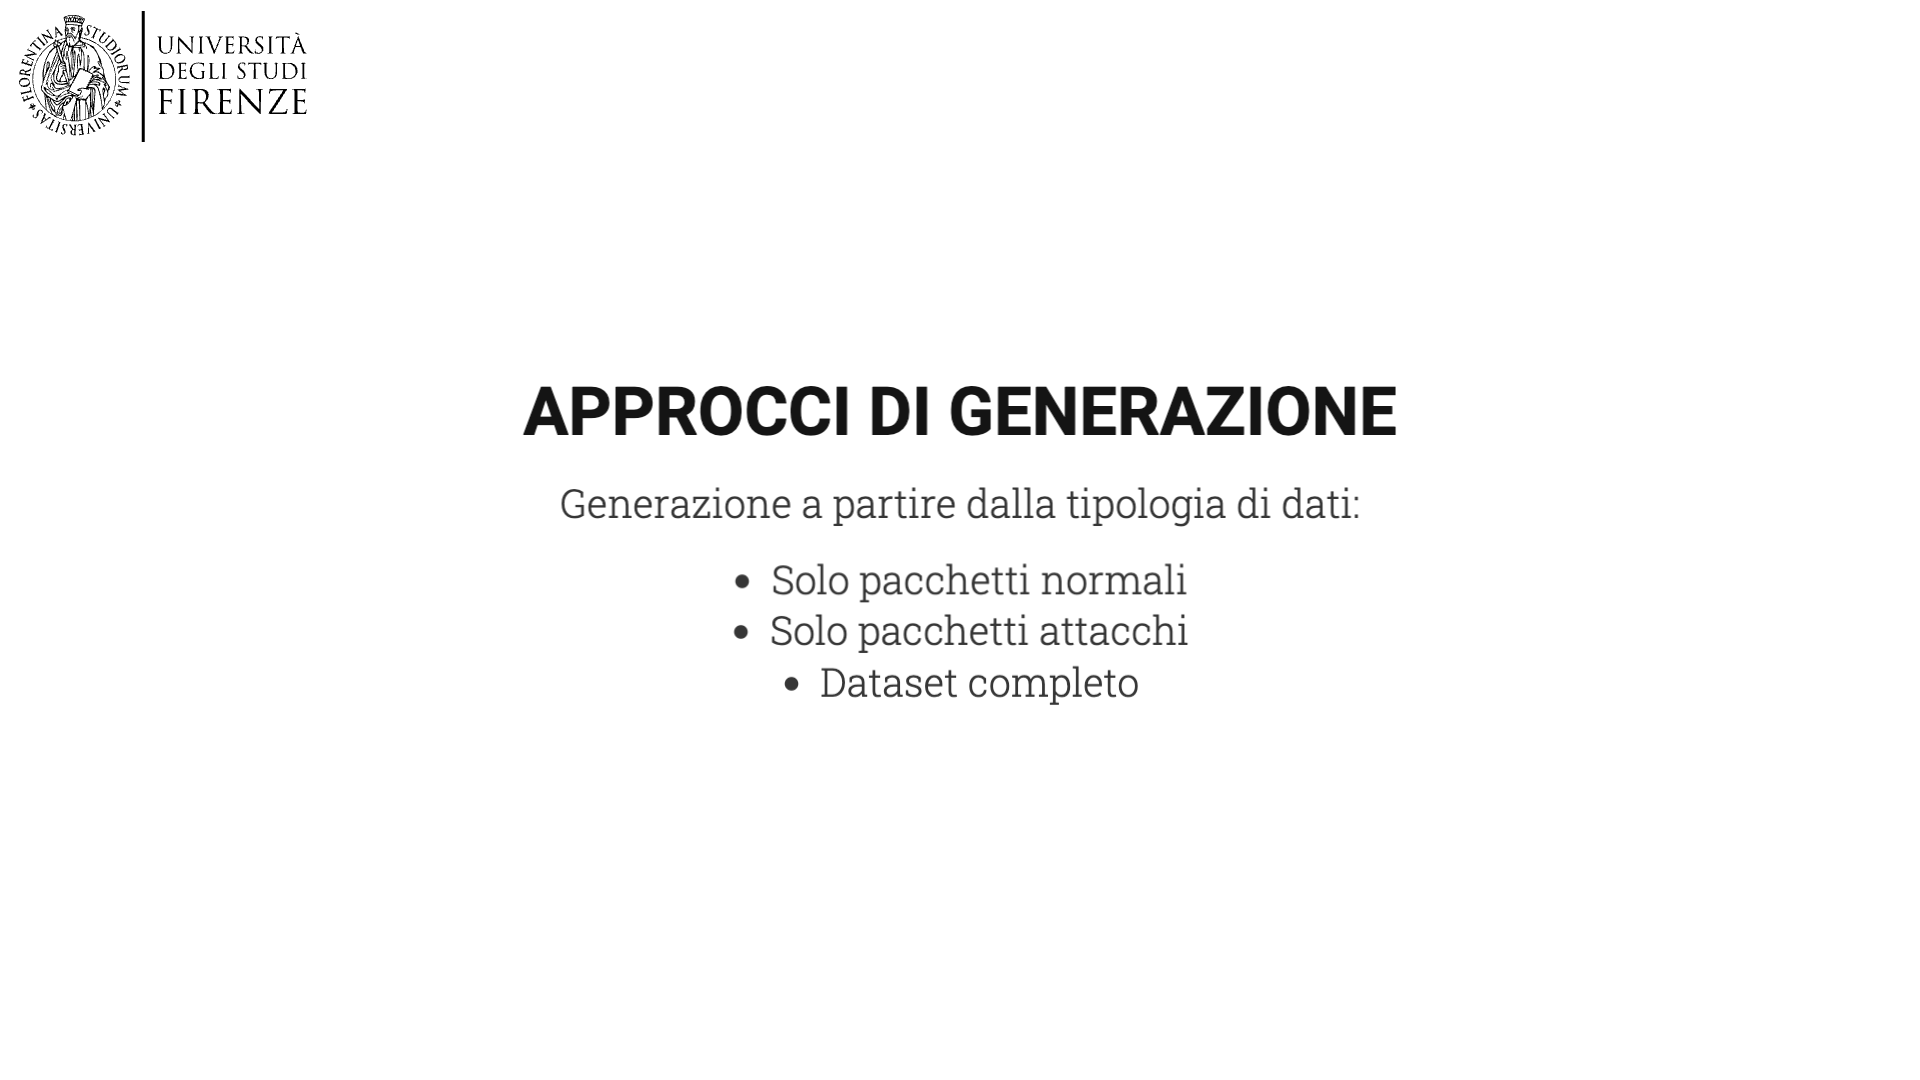 FLORENTINA STUDIORUM UNIVERSITAS
UNIVERSITÀ
DEGLI STUDI
FIRENZE
APPROCCI DI GENERAZIONE
Generazione a partire dalla tipologia di dati:
• Solo pacchetti normali
• Solo pacchetti attacchi
• Dataset completo